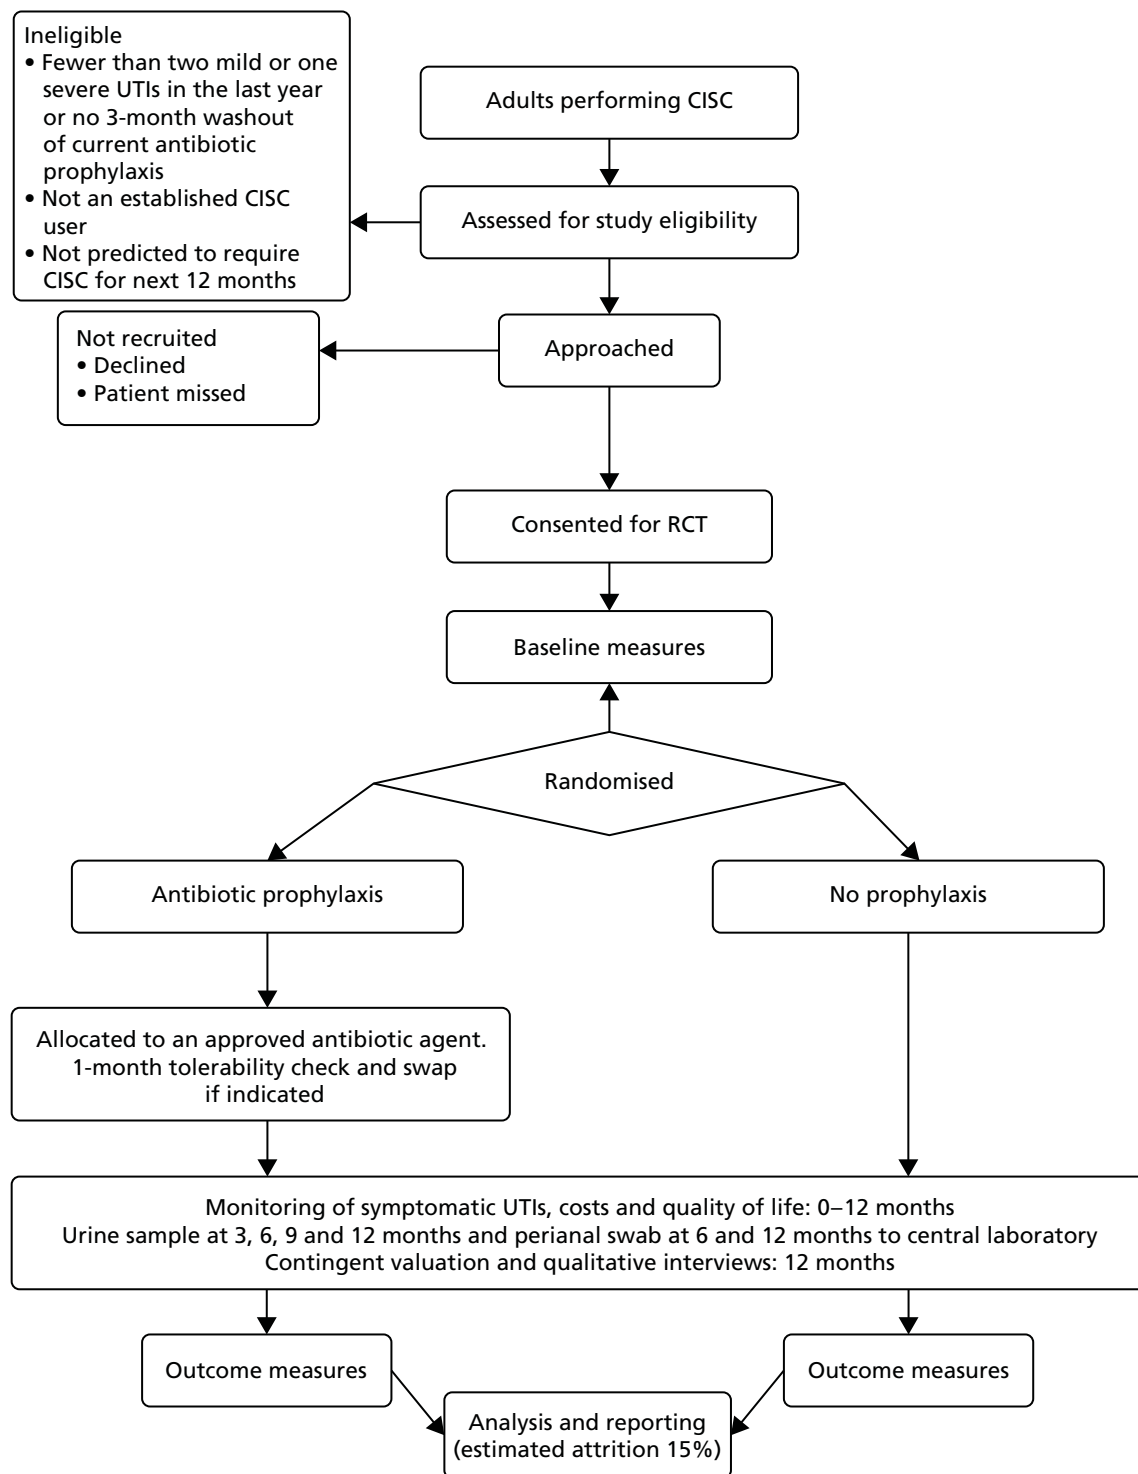 Ineligible
• Fewer than two mild or one
severe UTIs in the last year
or no 3-month washout
of current antibiotic
prophylaxis
• Not an established CISC
user
• Not predicted to require
CISC for next 12 months
Adults performing CISC
Assessed for study eligibility
Approached
Not recruited
• Declined
• Patient missed
Consented for RCT
Baseline measures
Randomised
Antibiotic prophylaxis
No prophylaxis
Allocated to an approved antibiotic agent.
1-month tolerability check and swap
if indicated
Monitoring of symptomatic UTIs, costs and quality of life: 0–12 months
Urine sample at 3, 6, 9 and 12 months and perianal swab at 6 and 12 months to central laboratory
Contingent valuation and qualitative interviews: 12 months
Outcome measures
Outcome measures
Analysis and reporting
(estimated attrition 15%)